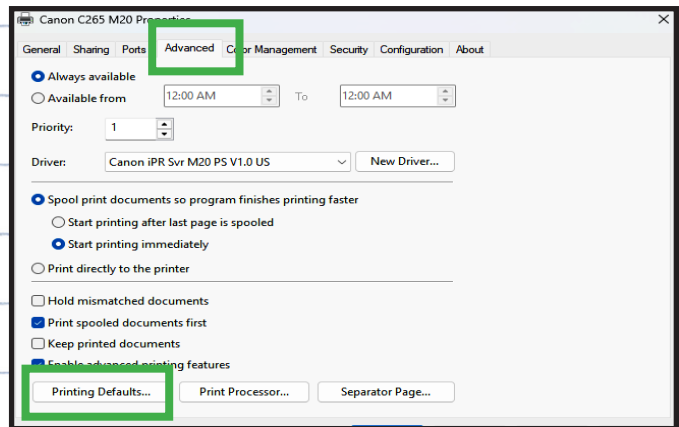 Canon C265 M20 Properties
General Sharing Ports Advanced Color Management Security Configuration About
Always available
Available from 12:00 AM To 12:00 AM
Priority: 1
Driver: Canon iPR Svr M20 PS V1.0 US New Driver...
Spool print documents so program finishes printing faster
Start printing after last page is spooled
Start printing immediately
Print directly to the printer
Hold mismatched documents
Print spooled documents first
Keep printed documents
Enable advanced printing features
Printing Defaults... Print Processor... Separator Page...